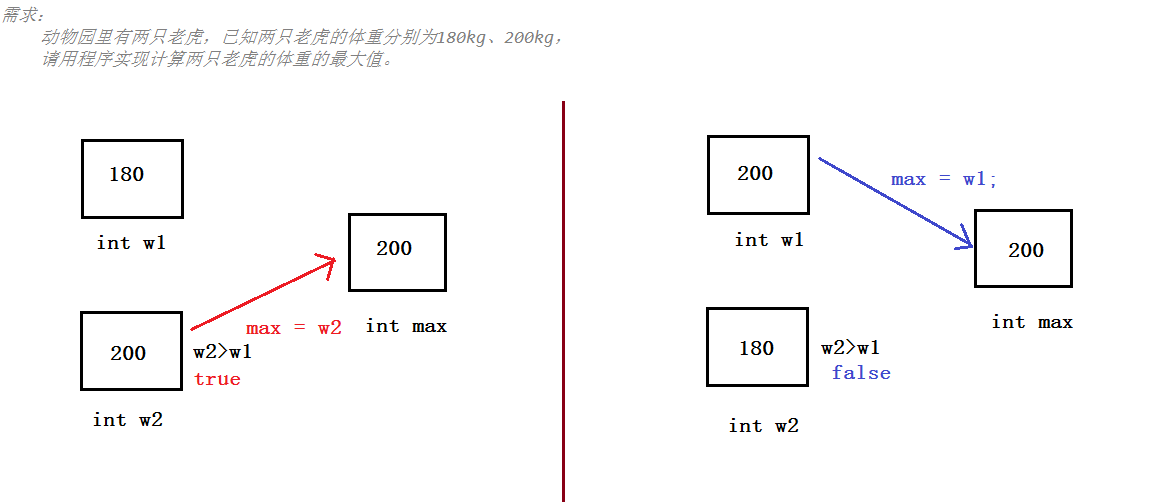 需求：
动物园里有两只老虎，已知两只老虎的体重分别为180kg、200kg，
请用程序实现计算两只老虎的体重的最大值。
180
int w1
200
int max
max = w2
200
w2>w1
true
int w2
200
int w1
max = w1;
200
int max
180
w2>w1
false
int w2